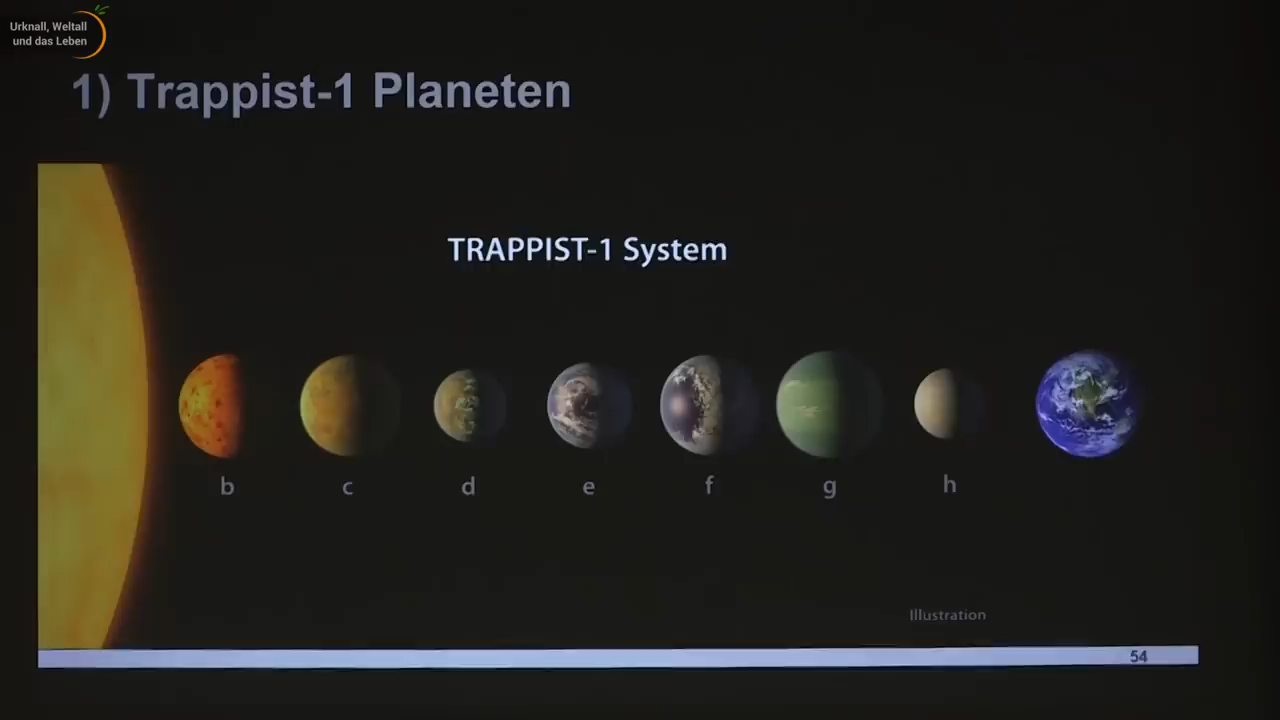 Urknall, Weltall
und das Leben
1) Trappist-1 Planeten
TRAPPIST-1 System
b c d e f g h
Illustration
54